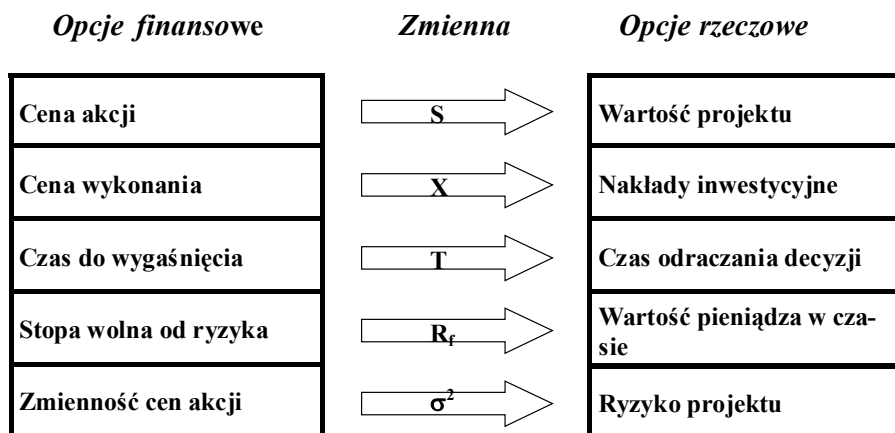 Opcje finansowe Zmienna Opcje rzeczowe
Cena akcji S Wartość projektu
Cena wykonania X Nakłady inwestycyjne
Czas do wygaśnięcia T Czas odraczania decyzji
Stopa wolna od ryzyka R_f Wartość pieniądza w cza-
sie
Zmienność cen akcji σ² Ryzyko projektu